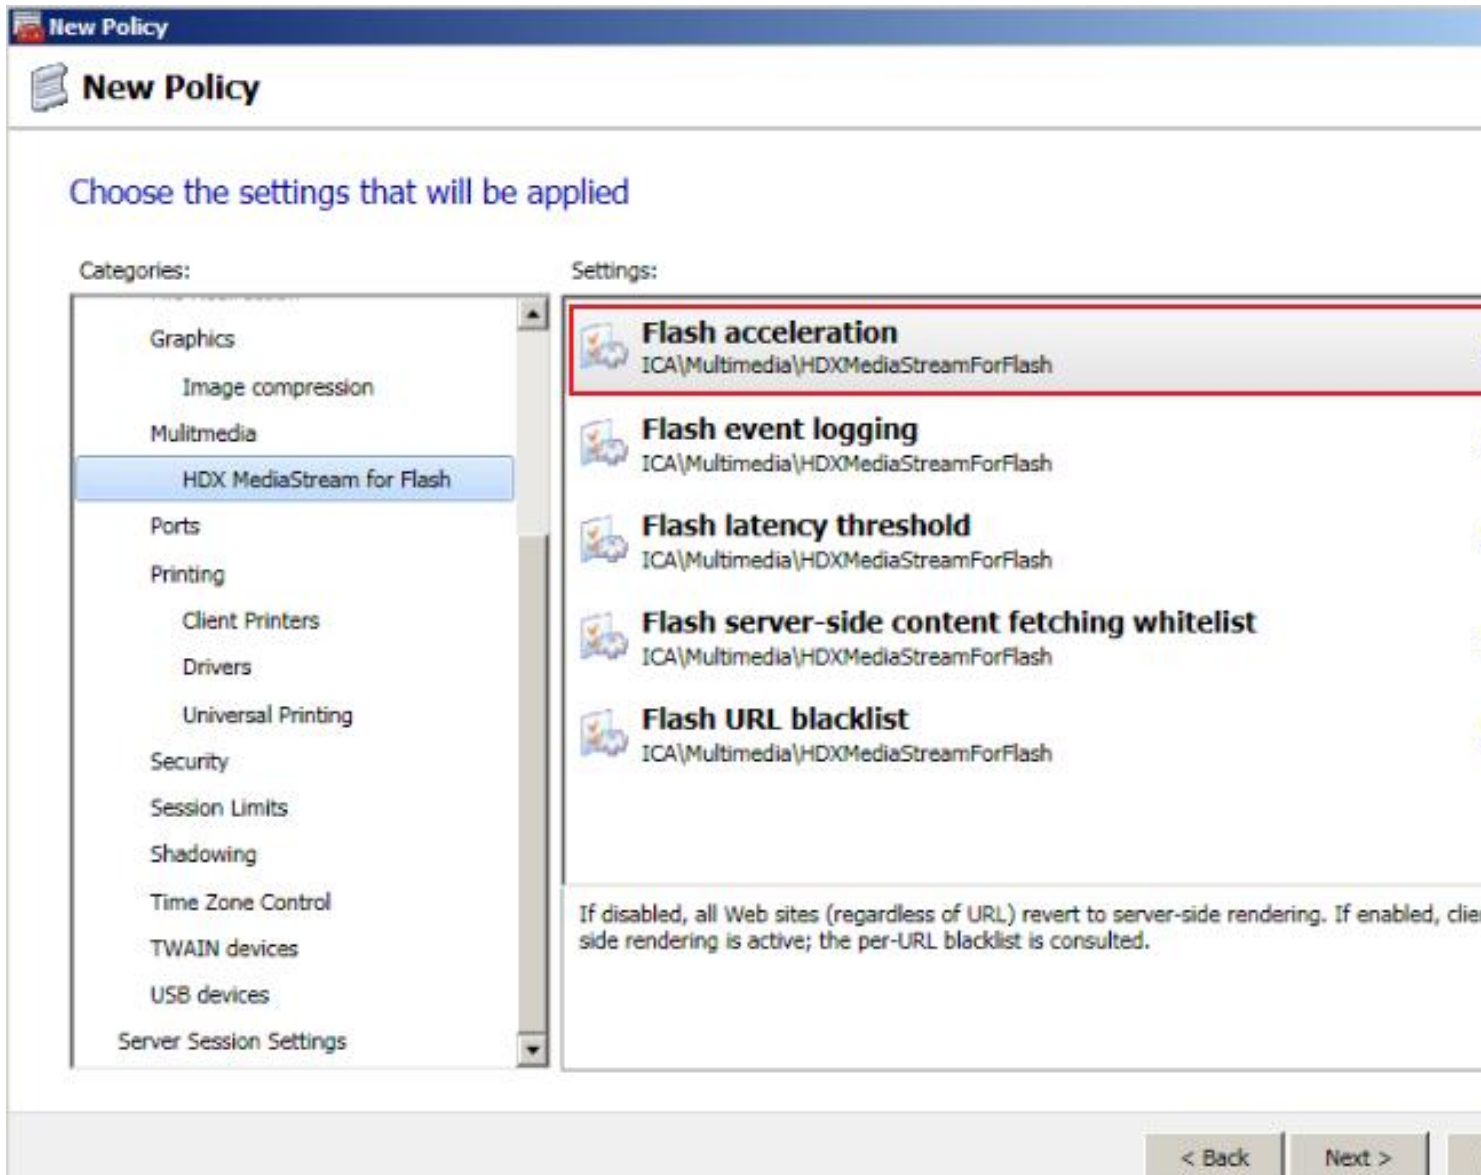 New Policy
New Policy
Choose the settings that will be applied
Categories:
Settings:
Graphics
Image compression
Mulitmedia
HDX MediaStream for Flash
Ports
Printing
Client Printers
Drivers
Universal Printing
Security
Session Limits
Shadowing
Time Zone Control
TWAIN devices
USB devices
Server Session Settings
Flash acceleration
ICA\Multimedia\HDXMediaStreamForFlash
Flash event logging
ICA\Multimedia\HDXMediaStreamForFlash
Flash latency threshold
ICA\Multimedia\HDXMediaStreamForFlash
Flash server-side content fetching whitelist
ICA\Multimedia\HDXMediaStreamForFlash
Flash URL blacklist
ICA\Multimedia\HDXMediaStreamForFlash
If disabled, all Web sites (regardless of URL) revert to server-side rendering. If enabled,
side rendering is active; the per-URL blacklist is consulted.
< Back
Next >